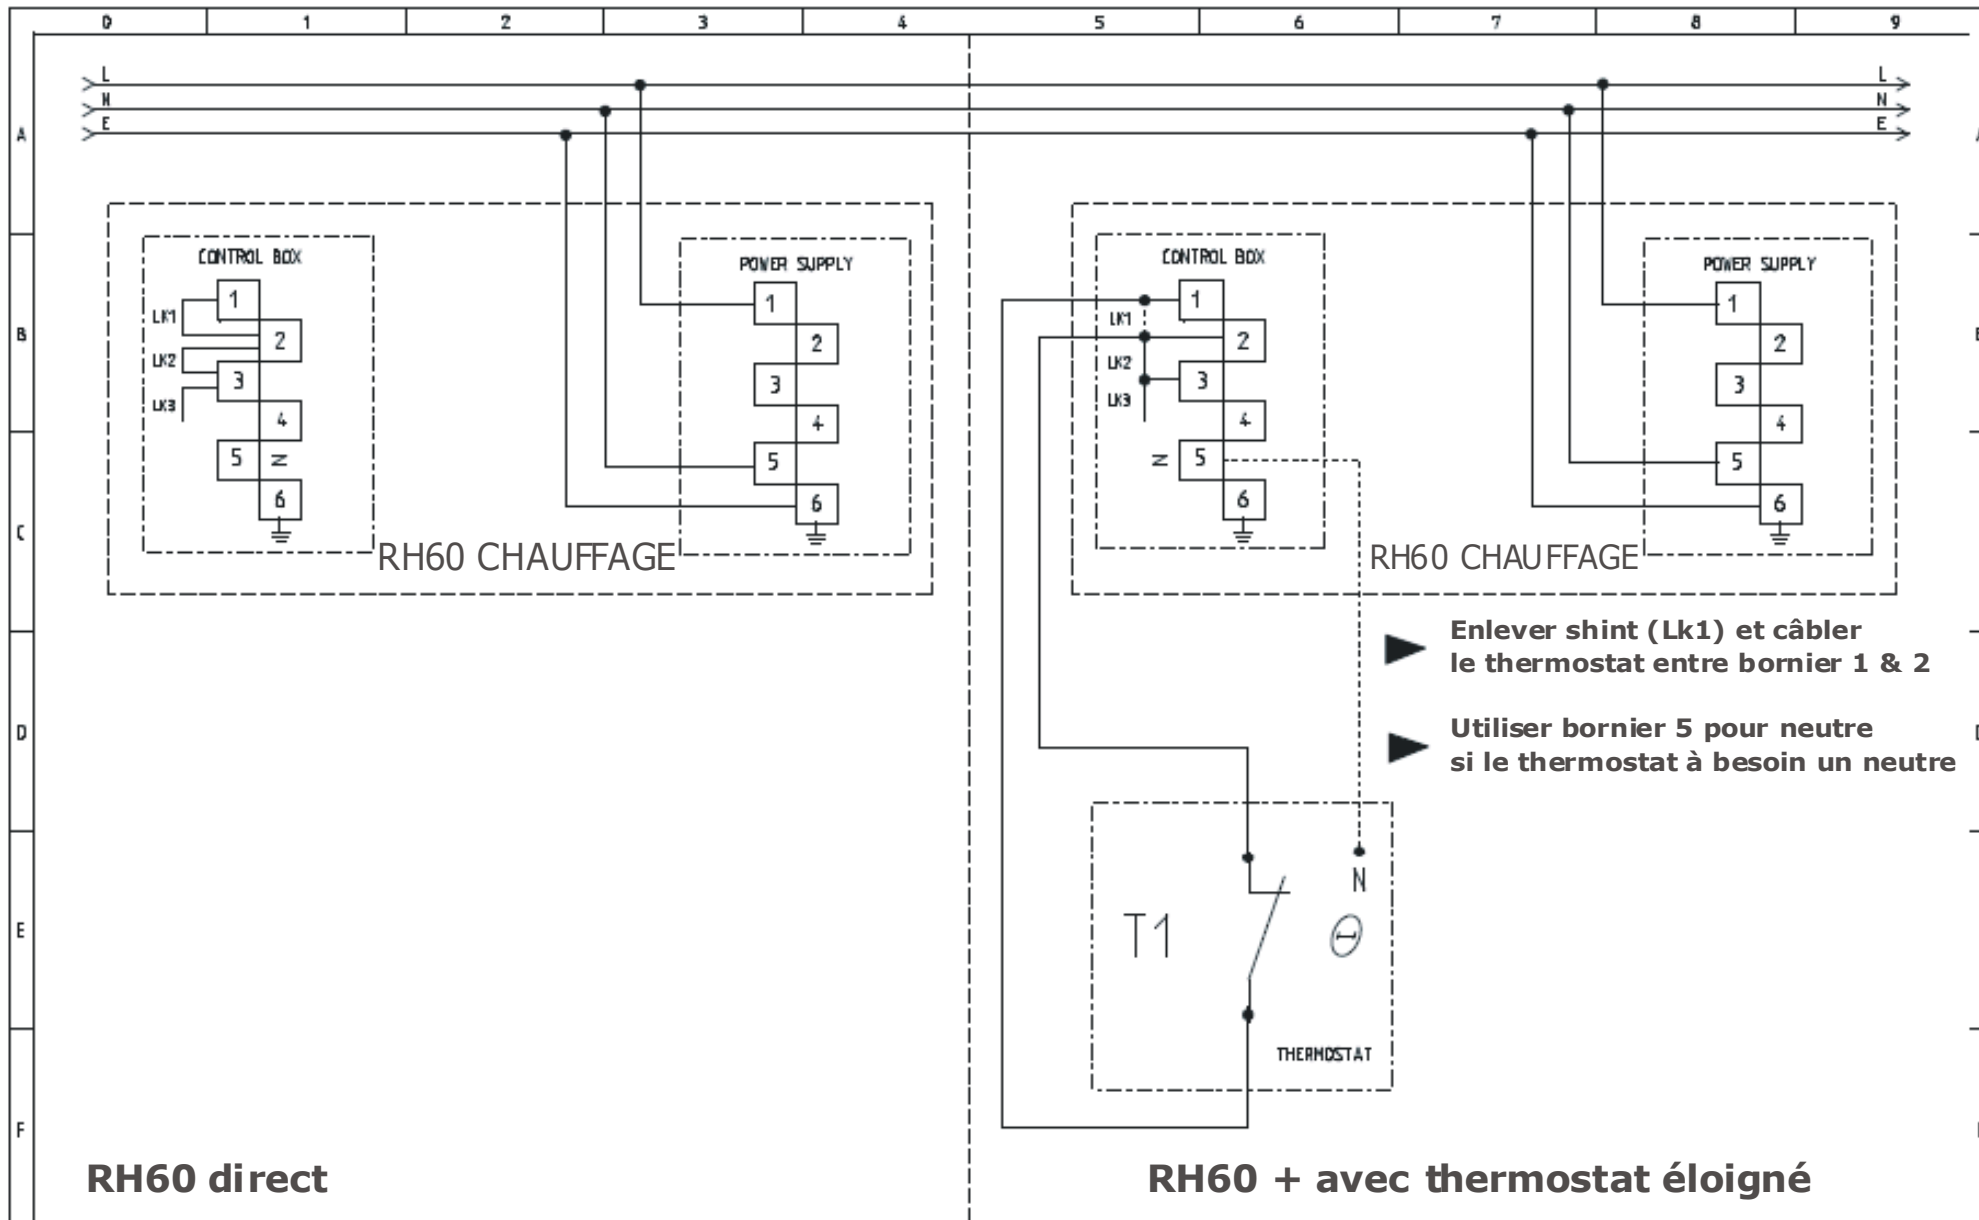 0 1 2 3 4 5 6 7 8 9
L L
N N
E E
A
B
C
D
E
F
CONTROL BOX
1
LK1
2
LK2
3
LK3
4
5 N
6
POWER SUPPLY
1
2
3
4
5
6
RH60 CHAUFFAGE
CONTROL BOX
1
LK1
2
LK2
3
LK3
4
N 5
6
POWER SUPPLY
1
2
3
4
5
6
RH60 CHAUFFAGE
Enlever shint (Lk1) et câbler
le thermostat entre bornier 1 & 2
Utiliser bornier 5 pour neutre
si le thermostat à besoin un neutre
N
T1 Θ
THERMOSTAT
RH60 direct
RH60 + avec thermostat éloigné